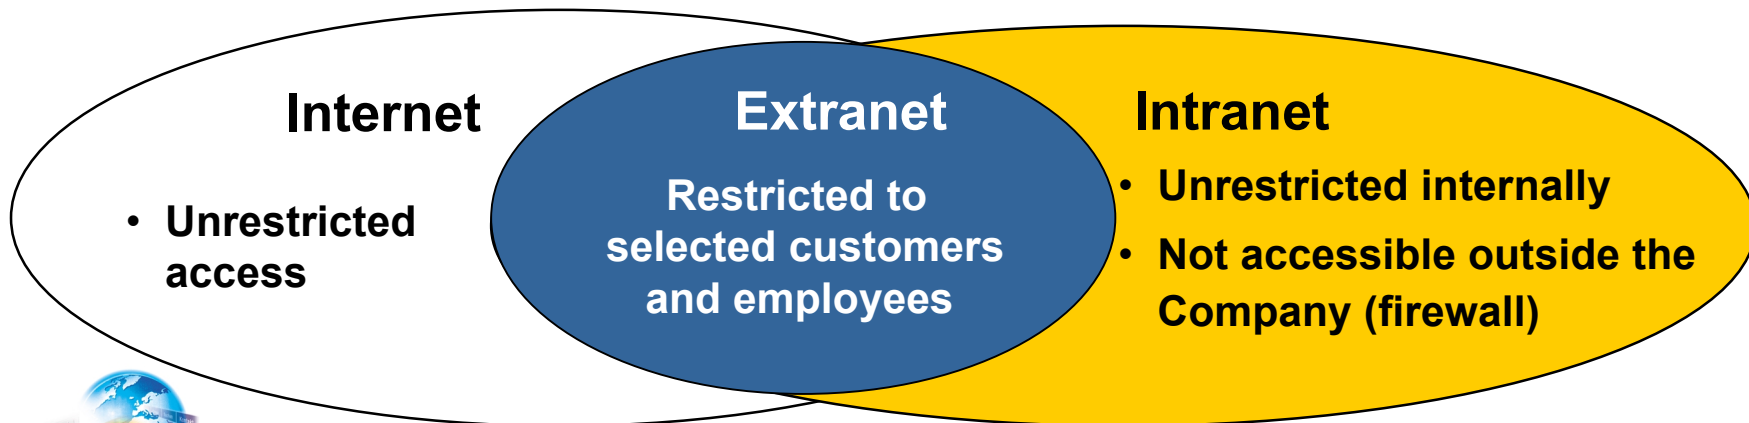 Internet
• Unrestricted
access
Extranet
Restricted to
selected customers
and employees
Intranet
• Unrestricted internally
• Not accessible outside the
Company (firewall)